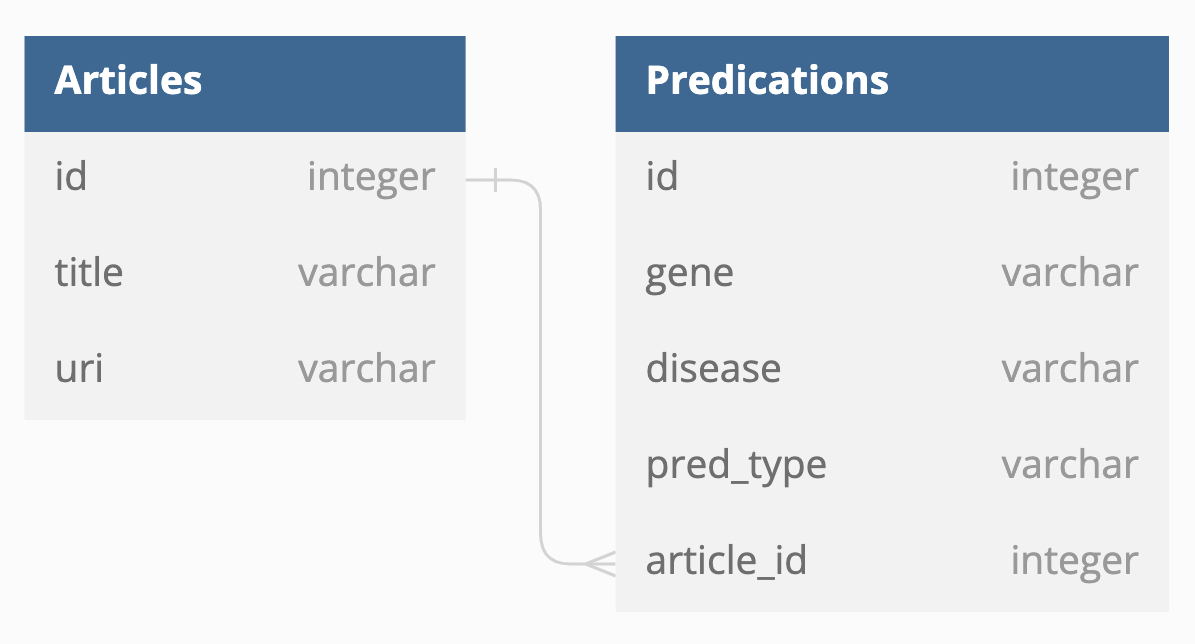 Articles
id integer
title varchar
uri varchar
Predications
id integer
gene varchar
disease varchar
pred_type varchar
article_id integer